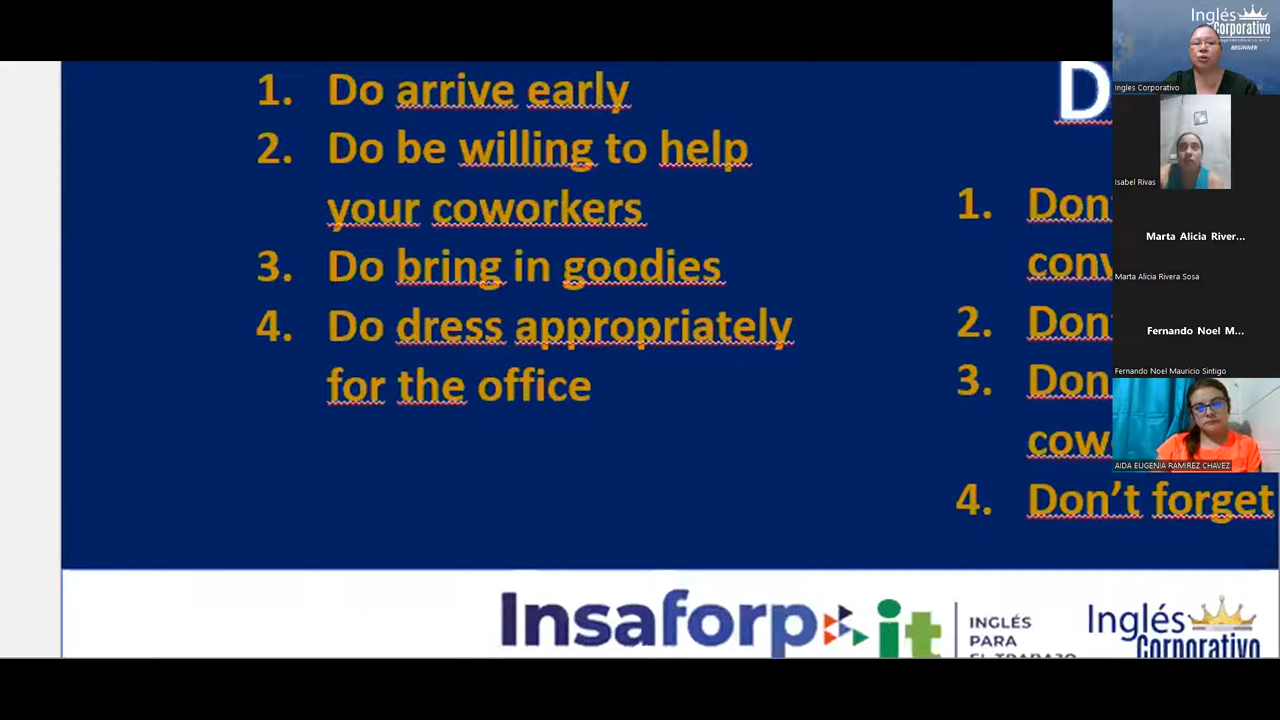 1. Do arrive early
2. Do be willing to help
your coworkers
3. Do bring in goodies
4. Do dress appropriately
for the office
D
1. Don'
conv
2. Don'
3. Don
cow
4. Don't forget
Insaforp
it
INGLÉS
PARA
EL TRABAJO
Inglés
Corporativo
Inglés
Corporativo
BEGINNER
Ingles Corporativo
Isabel Rivas
Marta Alicia River...
Marta Alicia Rivera Sosa
Fernando Noel M...
Fernando Noel Mauricio Sintigo
AIDA EUGENIA RAMIREZ CHAVEZ